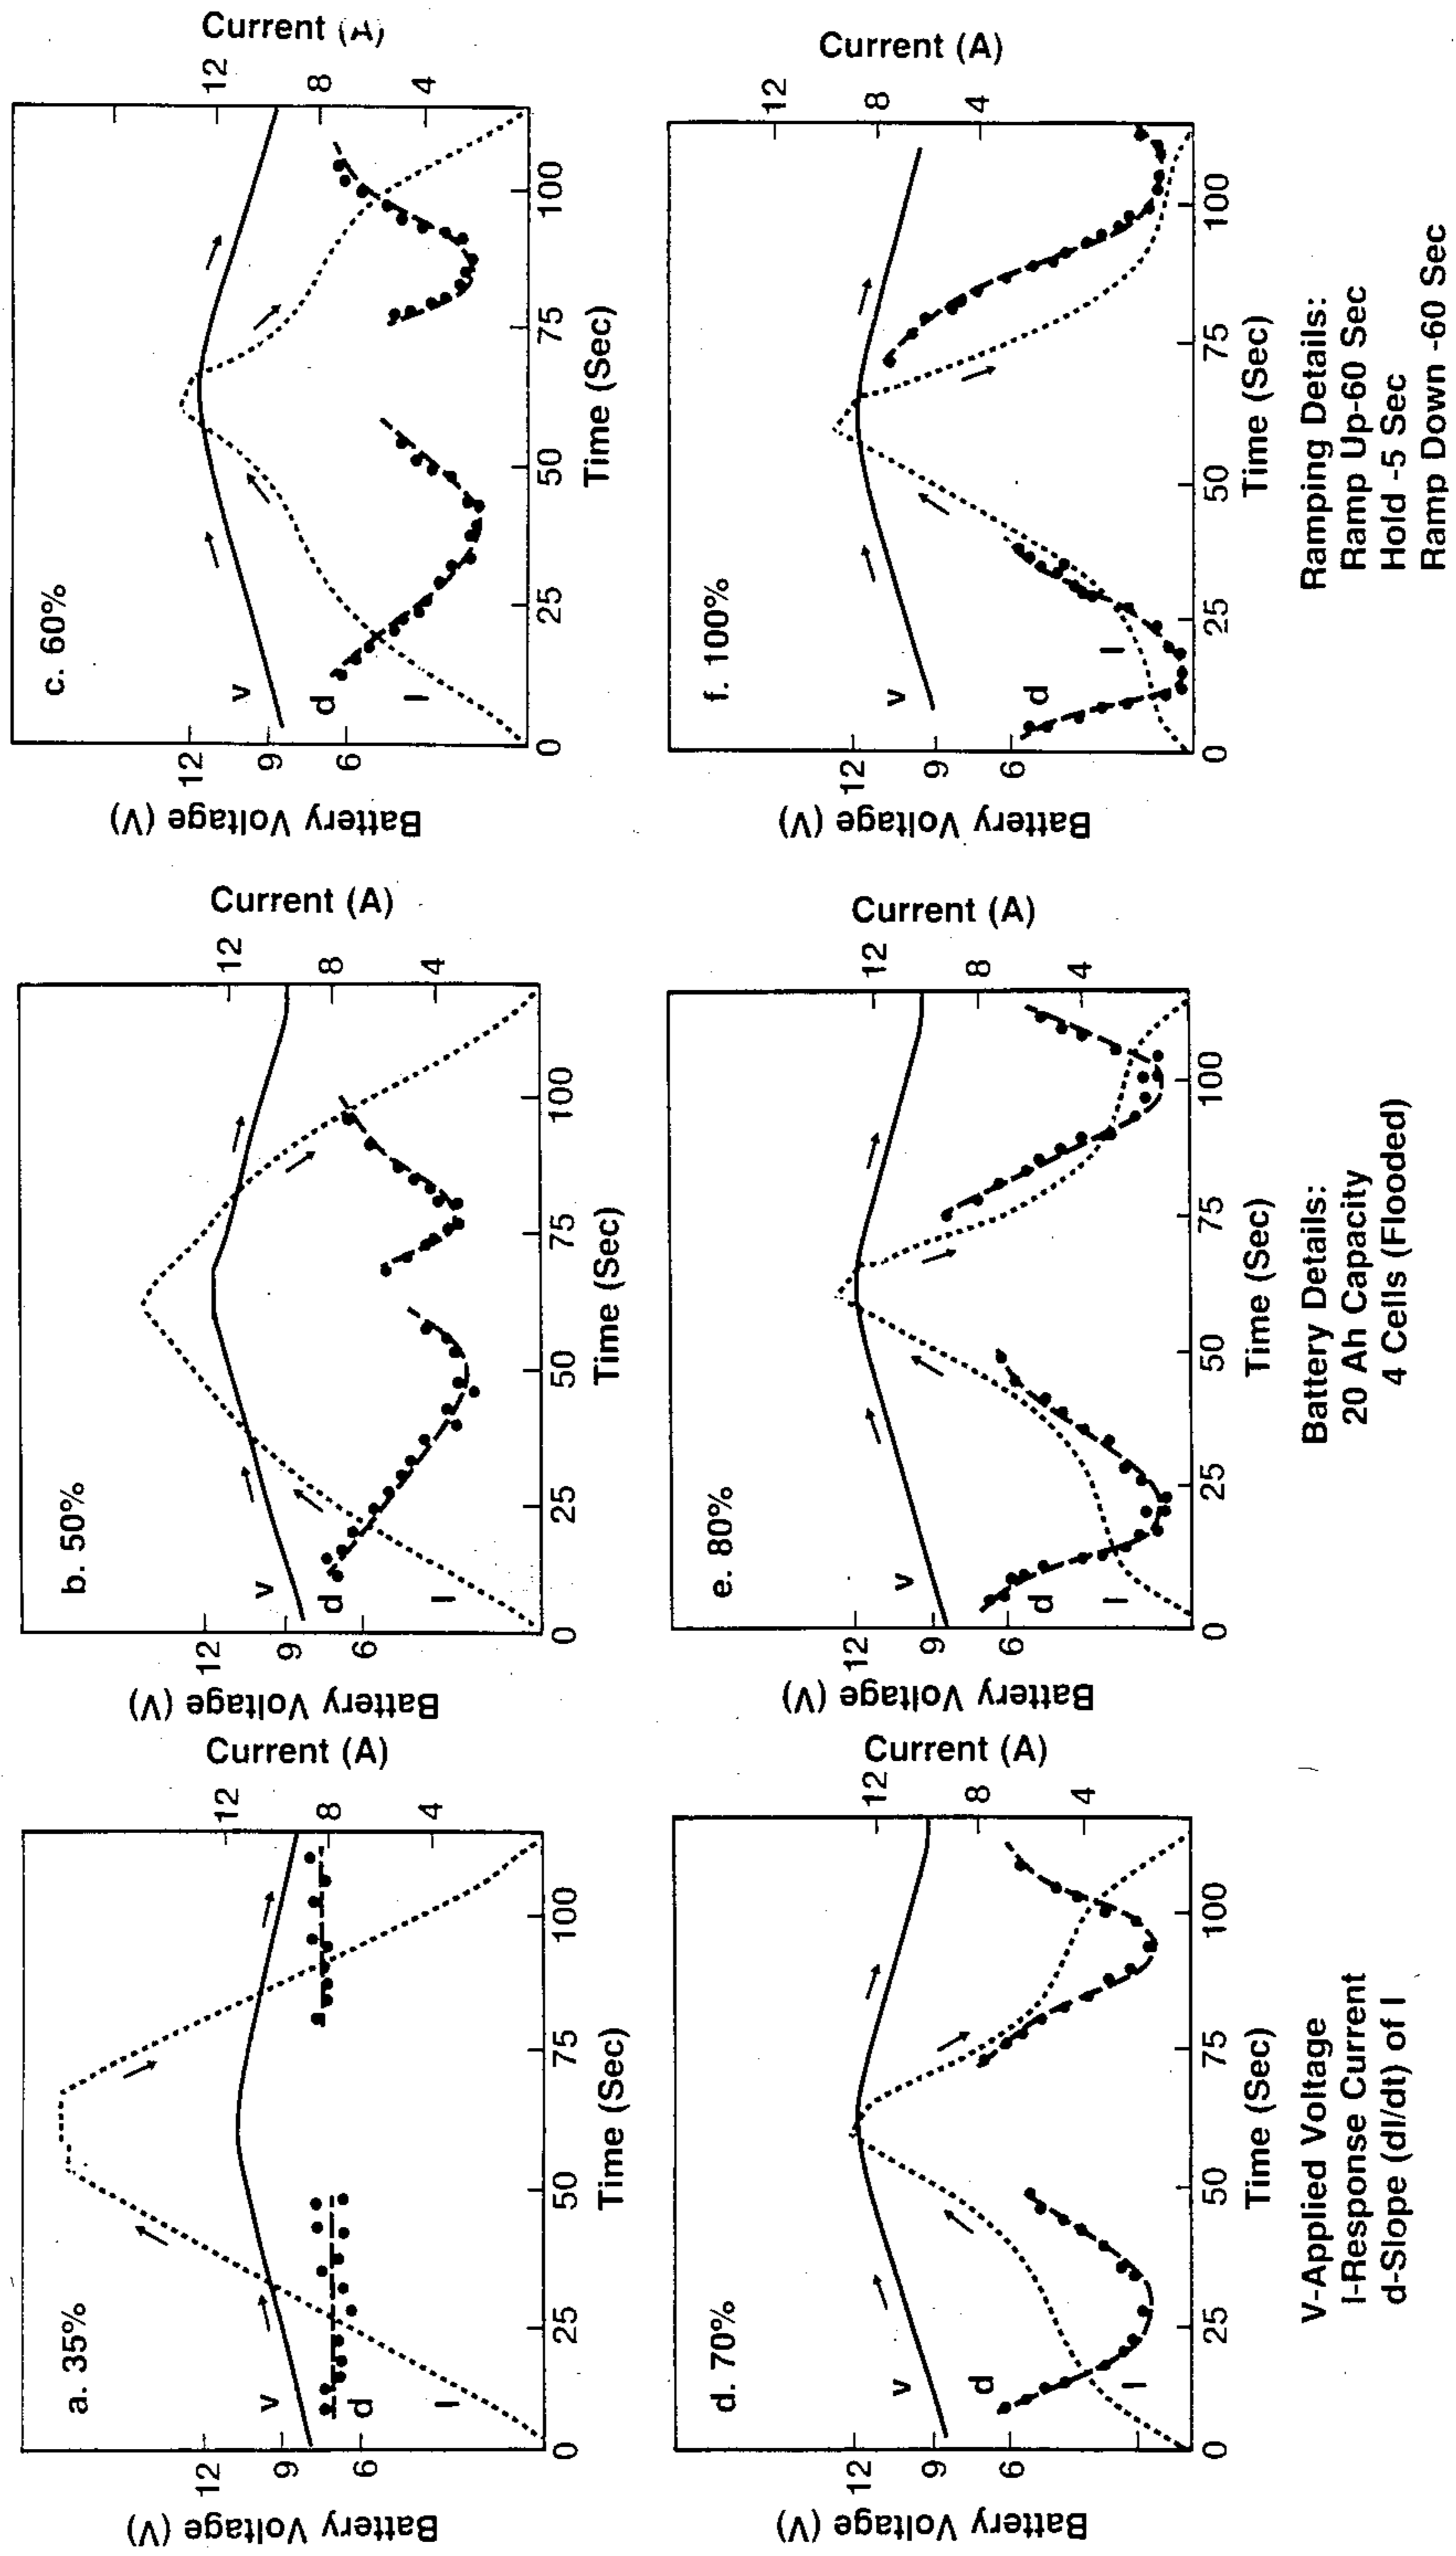 a. 35%
Battery Voltage (V)
12
9
6
V
d
I
0
25
50
75
100
Time (Sec)
12
8
4
Current (A)
b. 50%
Battery Voltage (V)
12
9
6
V
d
I
0
25
50
75
100
Time (Sec)
12
8
4
Current (A)
c. 60%
Battery Voltage (V)
12
9
6
V
d
I
0
25
50
75
100
Time (Sec)
12
8
4
Current (A)
d. 70%
Battery Voltage (V)
12
9
6
V
d
I
0
25
50
75
100
Time (Sec)
12
8
4
Current (A)
e. 80%
Battery Voltage (V)
12
9
6
V
d
I
0
25
50
75
100
Time (Sec)
12
8
4
Current (A)
f. 100%
Battery Voltage (V)
12
9
6
V
d
I
0
25
50
75
100
Time (Sec)
12
8
4
Current (A)
V-Applied Voltage
I-Response Current
d-Slope (dI/dt) of I
Battery Details:
20 Ah Capacity
4 Cells (Flooded)
Ramping Details:
Ramp Up-60 Sec
Hold -5 Sec
Ramp Down -60 Sec